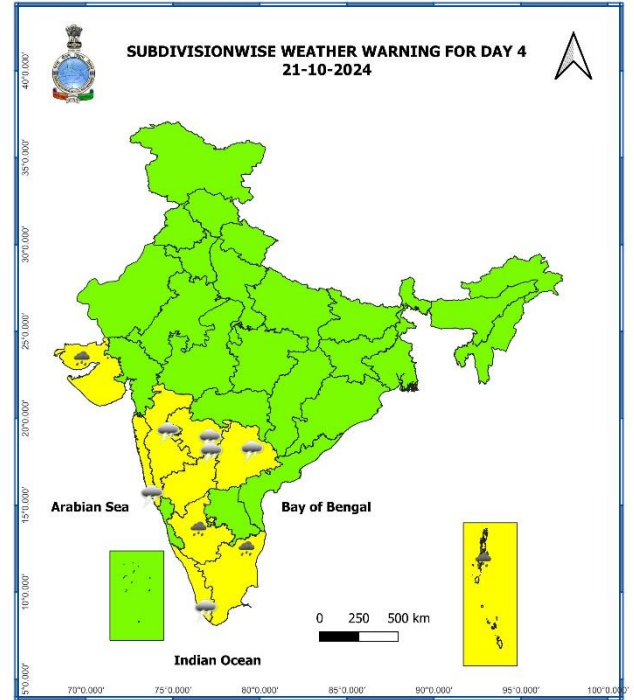 SUBDIVISIONWISE WEATHER WARNING FOR DAY 4
21-10-2024
40°0.000'
35°0.000'
30°0.000'
25°0.000'
20°0.000'
15°0.000'
10°0.000'
5°0.000'
Arabian Sea
Bay of Bengal
0 250 500 km
Indian Ocean
70°0.000' 75°0.000' 80°0.000' 85°0.000' 90°0.000' 95°0.000' 100°0.000'